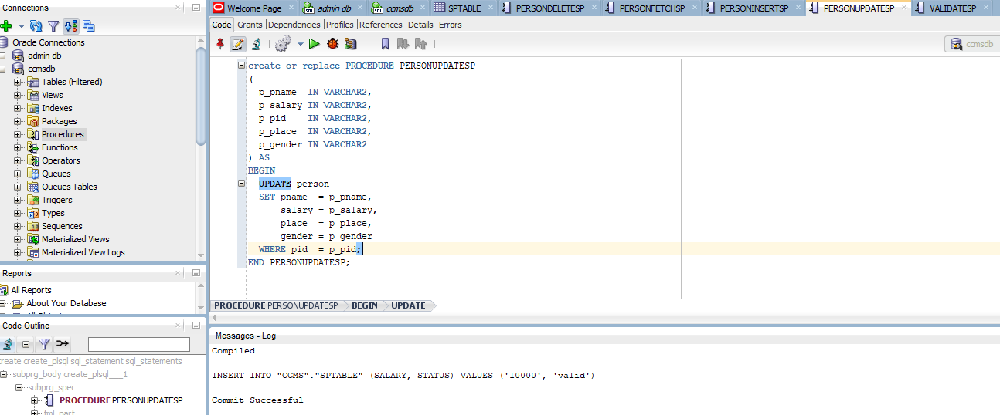 Connections
Oracle Connections
admin db
ccmsdb
Tables (Filtered)
Views
Indexes
Packages
Procedures
Functions
Operators
Queues
Queues Tables
Triggers
Types
Sequences
Materialized Views
Materialized View Logs
Reports
All Reports
About Your Database
Code Outline
create create_plsql sql_statement sql_statements
subprg_body create_plsql___1
subprg_spec
PROCEDURE PERSONUPDATESP
fml_part
Welcome Page
admin db
ccmsdb
SPTABLE
PERSONDELETESP
PERSONFETCHSP
PERSONINSERTSP
PERSONUPDATESP
VALIDATESP
Code Grants Dependencies Profiles References Details Errors
ccmsdb
create or replace PROCEDURE PERSONUPDATESP
(
p_pname IN VARCHAR2,
p_salary IN VARCHAR2,
p_pid IN VARCHAR2,
p_place IN VARCHAR2,
p_gender IN VARCHAR2
) AS
BEGIN
UPDATE person
SET pname = p_pname,
salary = p_salary,
place = p_place,
gender = p_gender
WHERE pid = p_pid;
END PERSONUPDATESP;
PROCEDURE PERSONUPDATESP BEGIN UPDATE
Messages - Log
Compiled
INSERT INTO "CCMS"."SPTABLE" (SALARY, STATUS) VALUES ('10000', 'valid')
Commit Successful